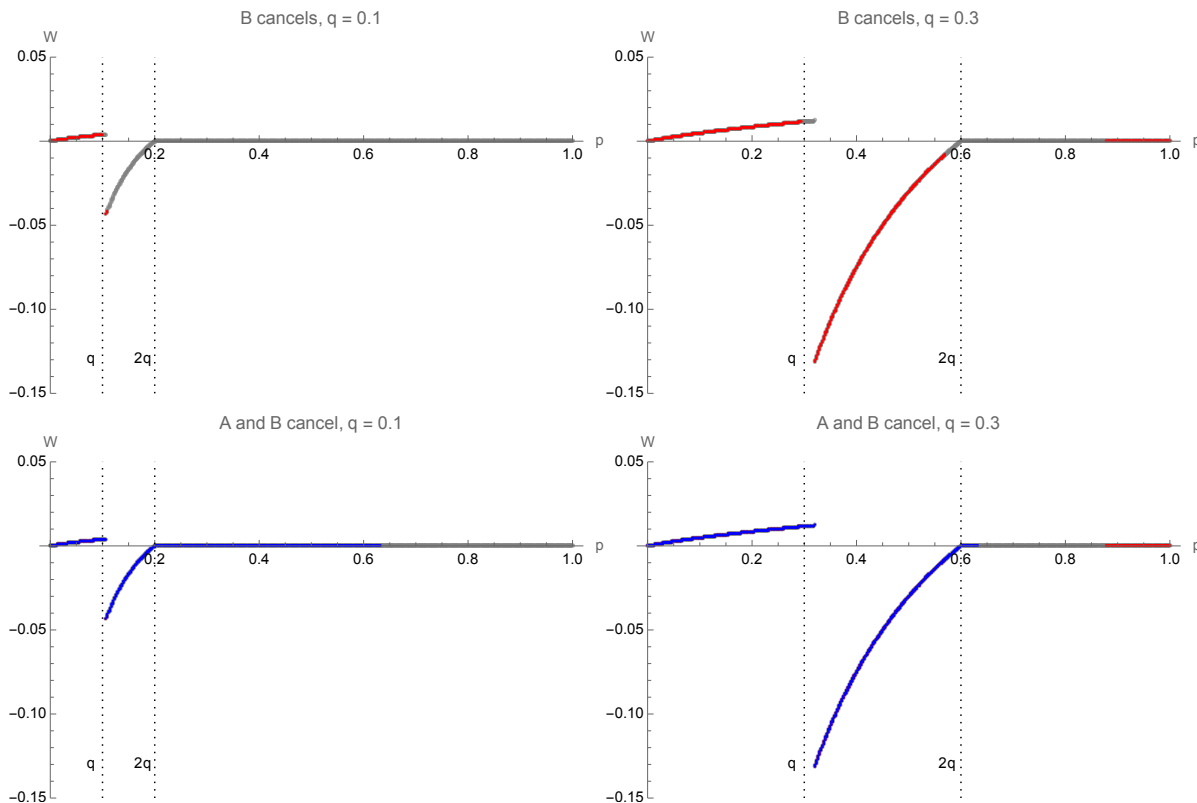 B cancels, q = 0.1
W
0.05
0.2 0.4 0.6 0.8 1.0 p
−0.05
−0.10
q 2q
−0.15
B cancels, q = 0.3
W
0.05
0.2 0.4 0.6 0.8 1.0 p
−0.05
−0.10
q 2q
−0.15
A and B cancel, q = 0.1
W
0.05
0.2 0.4 0.6 0.8 1.0 p
−0.05
−0.10
q 2q
−0.15
A and B cancel, q = 0.3
W
0.05
0.2 0.4 0.6 0.8 1.0 p
−0.05
−0.10
q 2q
−0.15